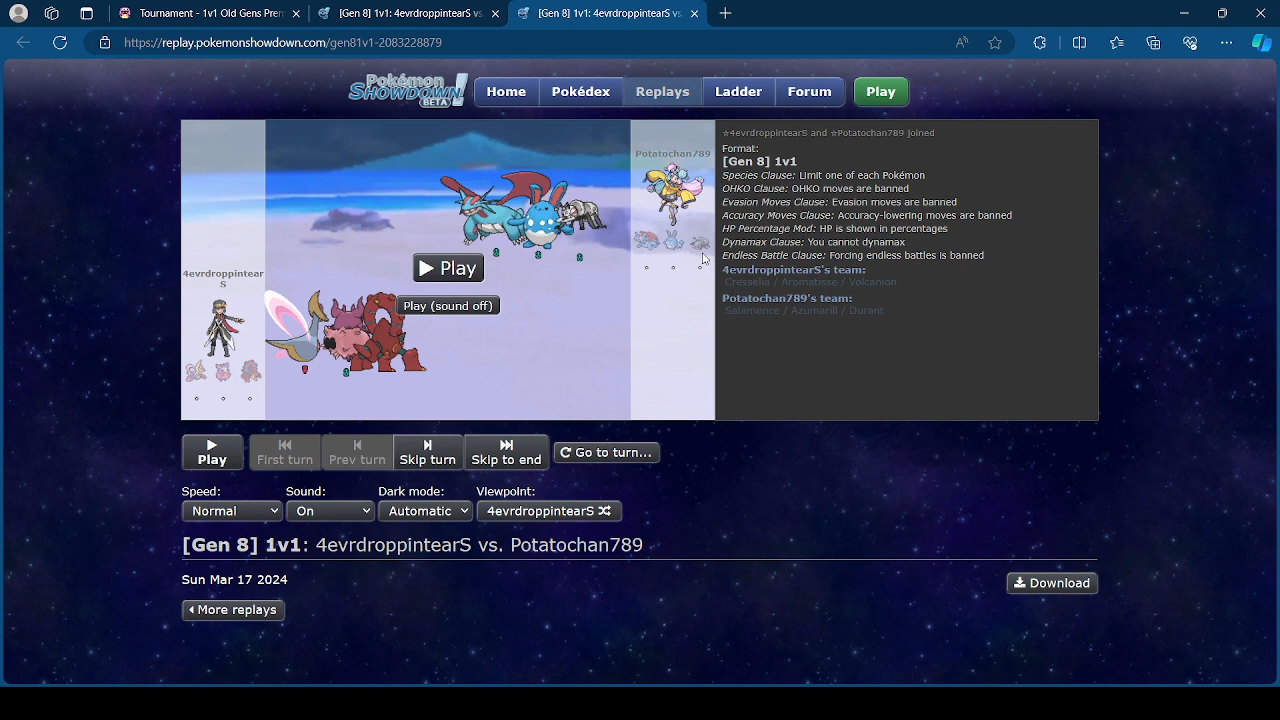 Tournament - 1v1 Old Gens Prem
[Gen 8] 1v1: 4evrdroppintearS vs.
[Gen 8] 1v1: 4evrdroppintearS vs
https://replay.pokemonshowdown.com/gen81v1-2083228879
Pokémon
SHOWDOWN!
BETA
Home
Pokédex
Replays
Ladder
Forum
Play
Potatochan789
4evrdroppintear
S
Play
Play (sound off)
☆4evrdroppintearS and ☆Potatochan789 joined
Format:
[Gen 8] 1v1
Species Clause: Limit one of each Pokémon
OHKO Clause: OHKO moves are banned
Evasion Moves Clause: Evasion moves are banned
Accuracy Moves Clause: Accuracy-lowering moves are banned
HP Percentage Mod: HP is shown in percentages
Dynamax Clause: You cannot dynamax
Endless Battle Clause: Forcing endless battles is banned
4evrdroppintearS's team:
Cresselia / Aromatisse / Volcanion
Potatochan789's team:
Salamence / Azumarill / Durant
Play
First turn
Prev turn
Skip turn
Skip to end
Go to turn...
Speed:
Sound:
Dark mode:
Viewpoint:
Normal
On
Automatic
4evrdroppintearS
[Gen 8] 1v1: 4evrdroppintearS vs. Potatochan789
Sun Mar 17 2024
Download
More replays